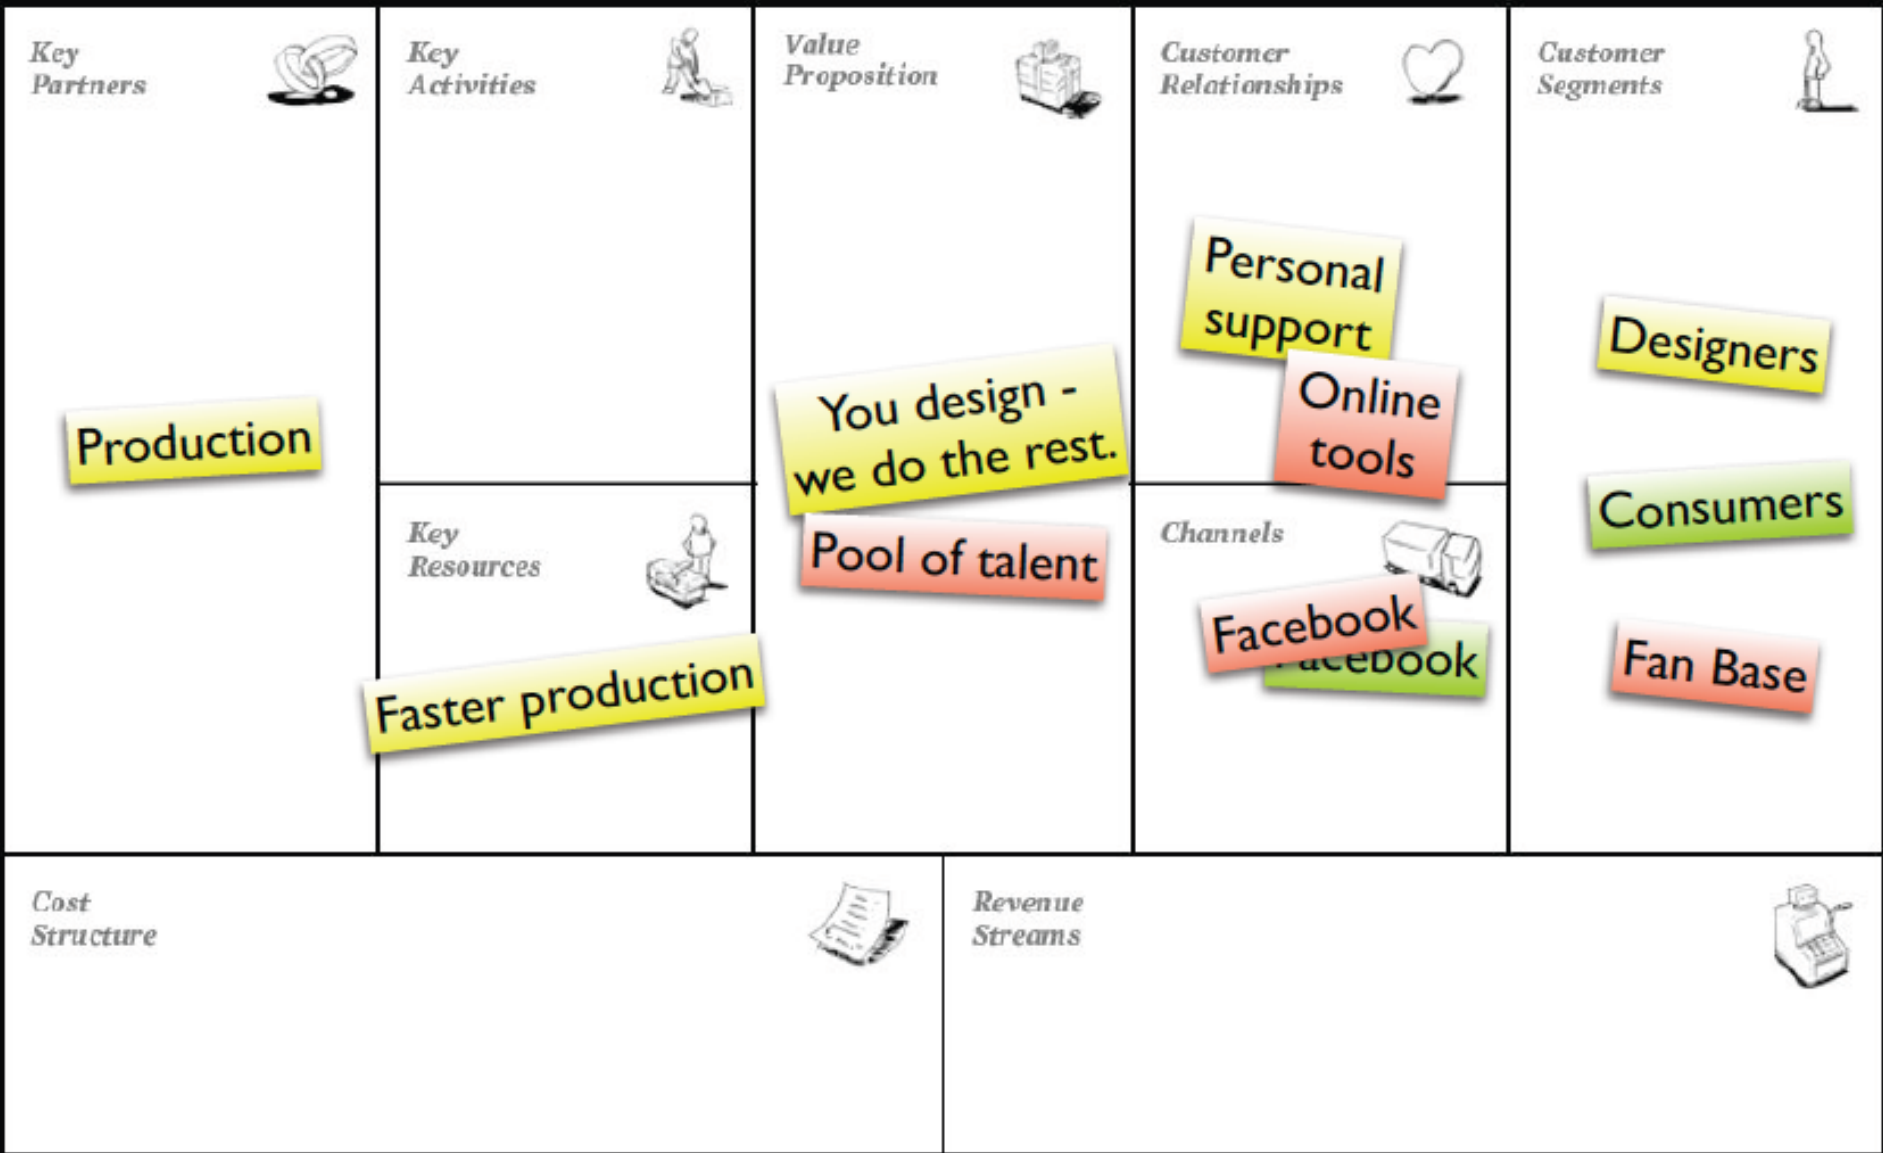 Key
Partners
Production
Key
Activities
Key
Resources
Faster production
Value
Proposition
You design -
we do the rest.
Pool of talent
Customer
Relationships
Personal
support
Online
tools
Channels
Facebook
acebook
Customer
Segments
Designers
Consumers
Fan Base
Cost
Structure
Revenue
Streams